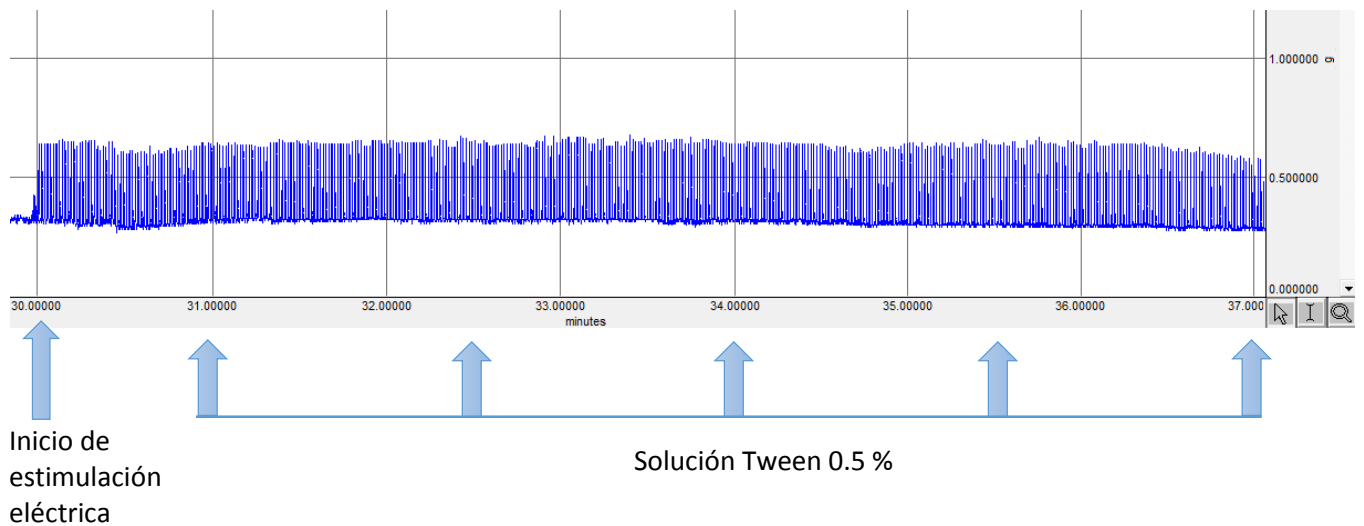 1.000000
g
0.500000
0.000000
30.00000 31.00000 32.00000 33.00000 34.00000 35.00000 36.00000 37.000
minutes
Inicio de
estimulación
eléctrica
Solución Tween 0.5 %